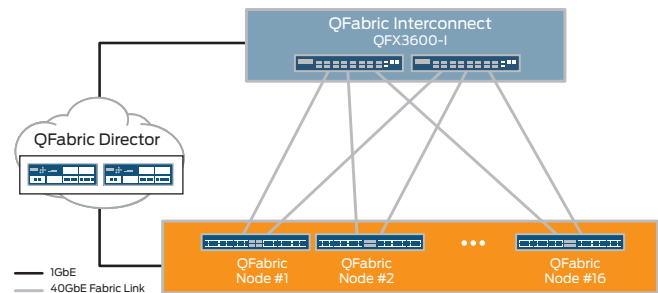 QFabric Interconnect
QFX3600-I
QFabric Director
QFabric
Node #1
QFabric
Node #2
QFabric
Node #16
1GbE
40GbE Fabric Link